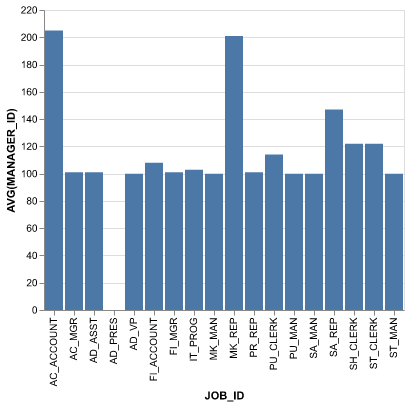 220
200
180
160
140
120
100
80
60
40
20
0
AVG(MANAGER_ID)
AC_ACCOUNT
AC_MGR
AD_ASST
AD_PRES
AD_VP
FI_ACCOUNT
FI_MGR
IT_PROG
MK_MAN
MK_REP
PR_REP
PU_CLERK
PU_MAN
SA_MAN
SA_REP
SH_CLERK
ST_CLERK
ST_MAN
JOB_ID